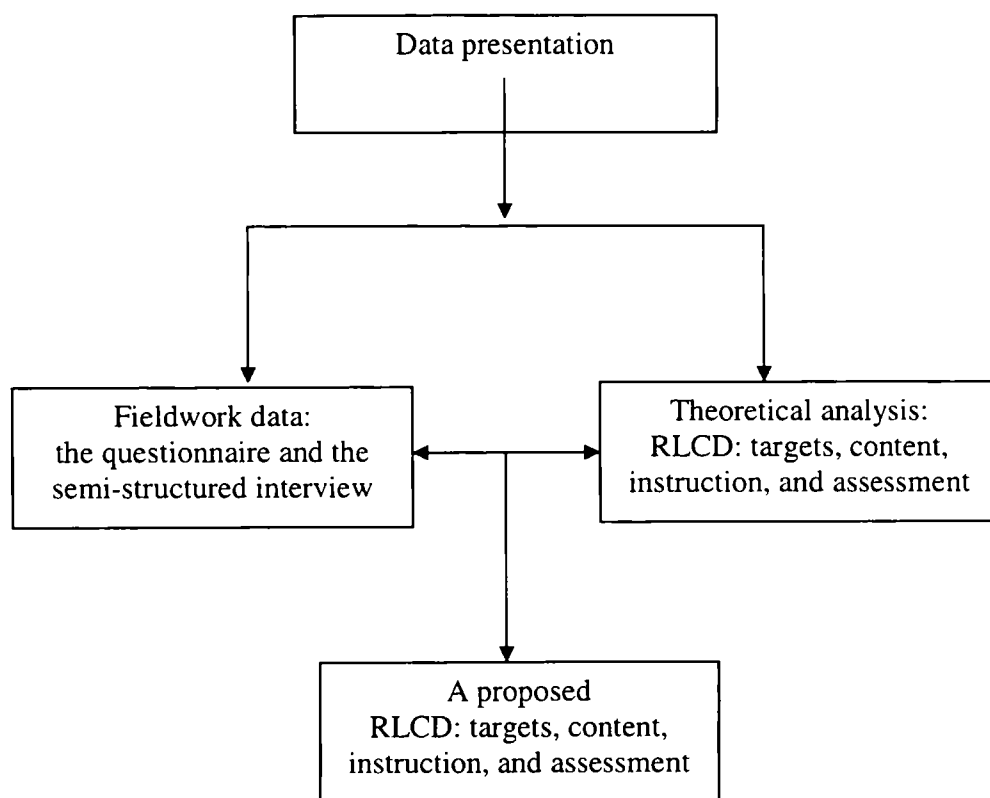 Data presentation
Fieldwork data:
the questionnaire and the
semi-structured interview
Theoretical analysis:
RLCD: targets, content,
instruction, and assessment
A proposed
RLCD: targets, content,
instruction, and assessment